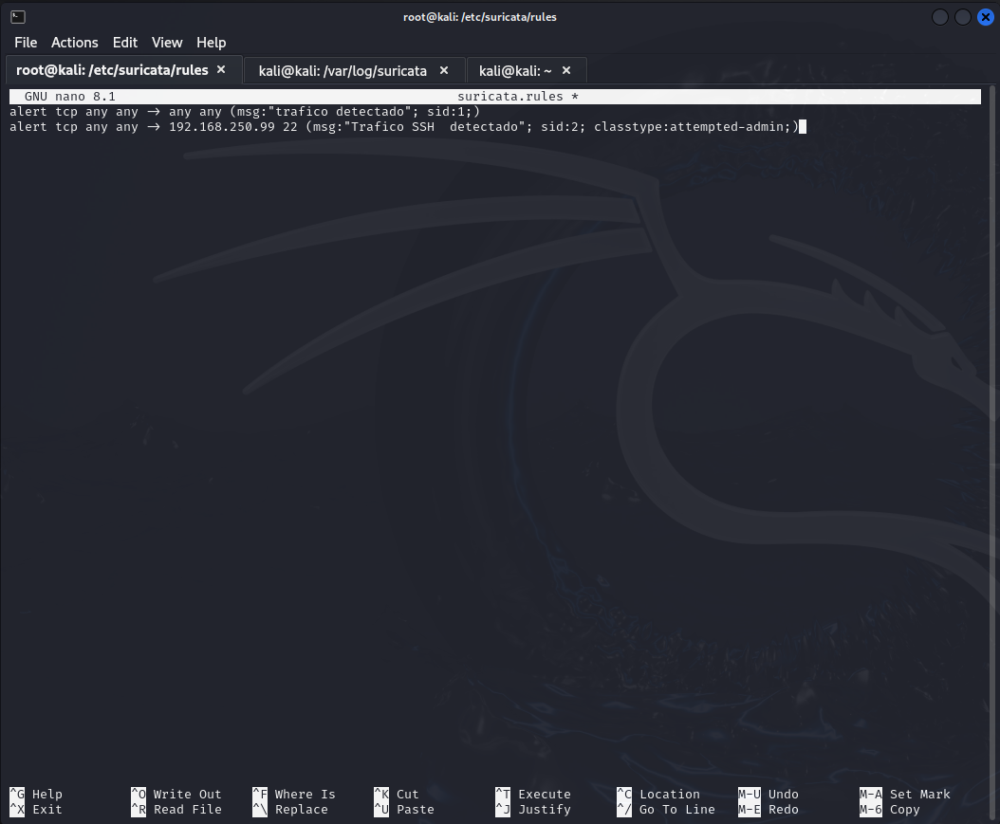 root@kali: /etc/suricata/rules
File Actions Edit View Help
root@kali: /etc/suricata/rules × kali@kali: /var/log/suricata × kali@kali: ~ ×
GNU nano 8.1 suricata.rules *
alert tcp any any -> any any (msg:"trafico detectado"; sid:1;)
alert tcp any any -> 192.168.250.99 22 (msg:"Trafico SSH  detectado"; sid:2; classtype:attempted-admin;)
^G Help ^O Write Out ^F Where Is ^K Cut ^T Execute ^C Location M-U Undo M-A Set Mark
^X Exit ^R Read File ^\ Replace ^U Paste ^J Justify ^/ Go To Line M-E Redo M-6 Copy